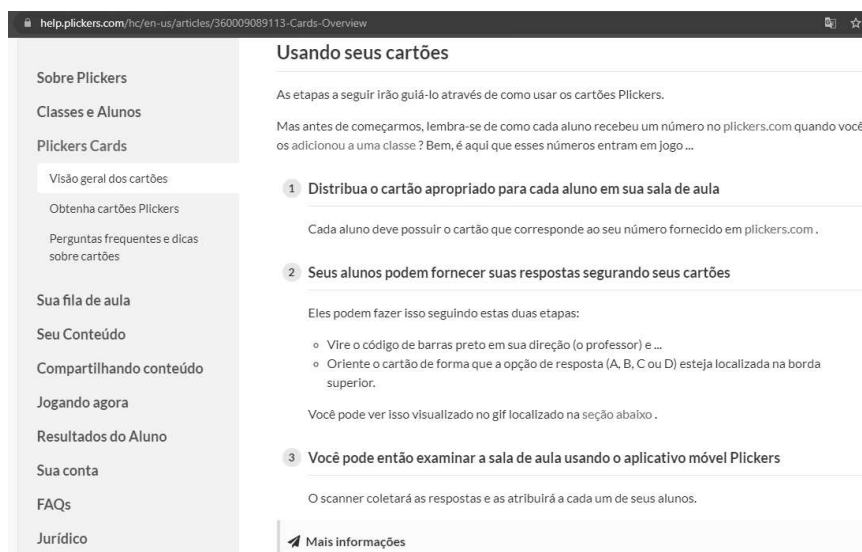 help.plickers.com/hc/en-us/articles/360009089113-Cards-Overview
Sobre Plickers
Classes e Alunos
Plickers Cards
Visão geral dos cartões
Obtenha cartões Plickers
Perguntas frequentes e dicas
sobre cartões
Sua fila de aula
Seu Conteúdo
Compartilhando conteúdo
Jogando agora
Resultados do Aluno
Sua conta
FAQs
Jurídico
Usando seus cartões
As etapas a seguir irão guiá-lo através de como usar os cartões Plickers.
Mas antes de começarmos, lembra-se de como cada aluno recebeu um número no plickers.com quando você
os adicionou a uma classe ? Bem, é aqui que esses números entram em jogo ...
1 Distribua o cartão apropriado para cada aluno em sua sala de aula
Cada aluno deve possuir o cartão que corresponde ao seu número fornecido em plickers.com .
2 Seus alunos podem fornecer suas respostas segurando seus cartões
Eles podem fazer isso seguindo estas duas etapas:
Vire o código de barras preto em sua direção (o professor) e ...
Oriente o cartão de forma que a opção de resposta (A, B, C ou D) esteja localizada na borda
superior.
Você pode ver isso visualizado no gif localizado na seção abaixo .
3 Você pode então examinar a sala de aula usando o aplicativo móvel Plickers
O scanner coletará as respostas e as atribuirá a cada um de seus alunos.
Mais informações